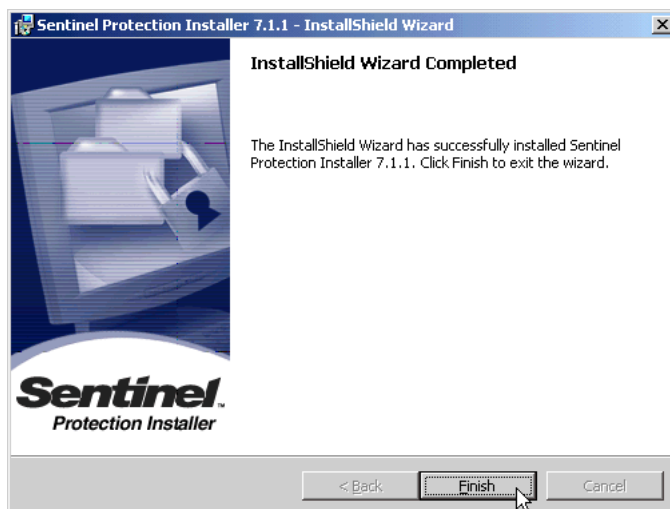 Sentinel Protection Installer 7.1.1 - InstallShield Wizard
InstallShield Wizard Completed
The InstallShield Wizard has successfully installed Sentinel
Protection Installer 7.1.1. Click Finish to exit the wizard.
Sentinel™
Protection Installer
< Back
Finish
Cancel